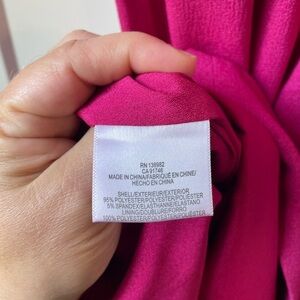 RN 138982
CA 91746
MADE IN CHINA/FABRIQUÉ EN CHINE/
HECHO EN CHINA
SHELL/EXTERIEUR/EXTERIOR
95% POLYESTER/POLYESTER/POLIÉSTER
5% SPANDEX/ELASTHANNE/ELASTANO
LINING/DOUBLURE/FORRO
100% POLYESTER/POLYESTER/POLIÉSTER